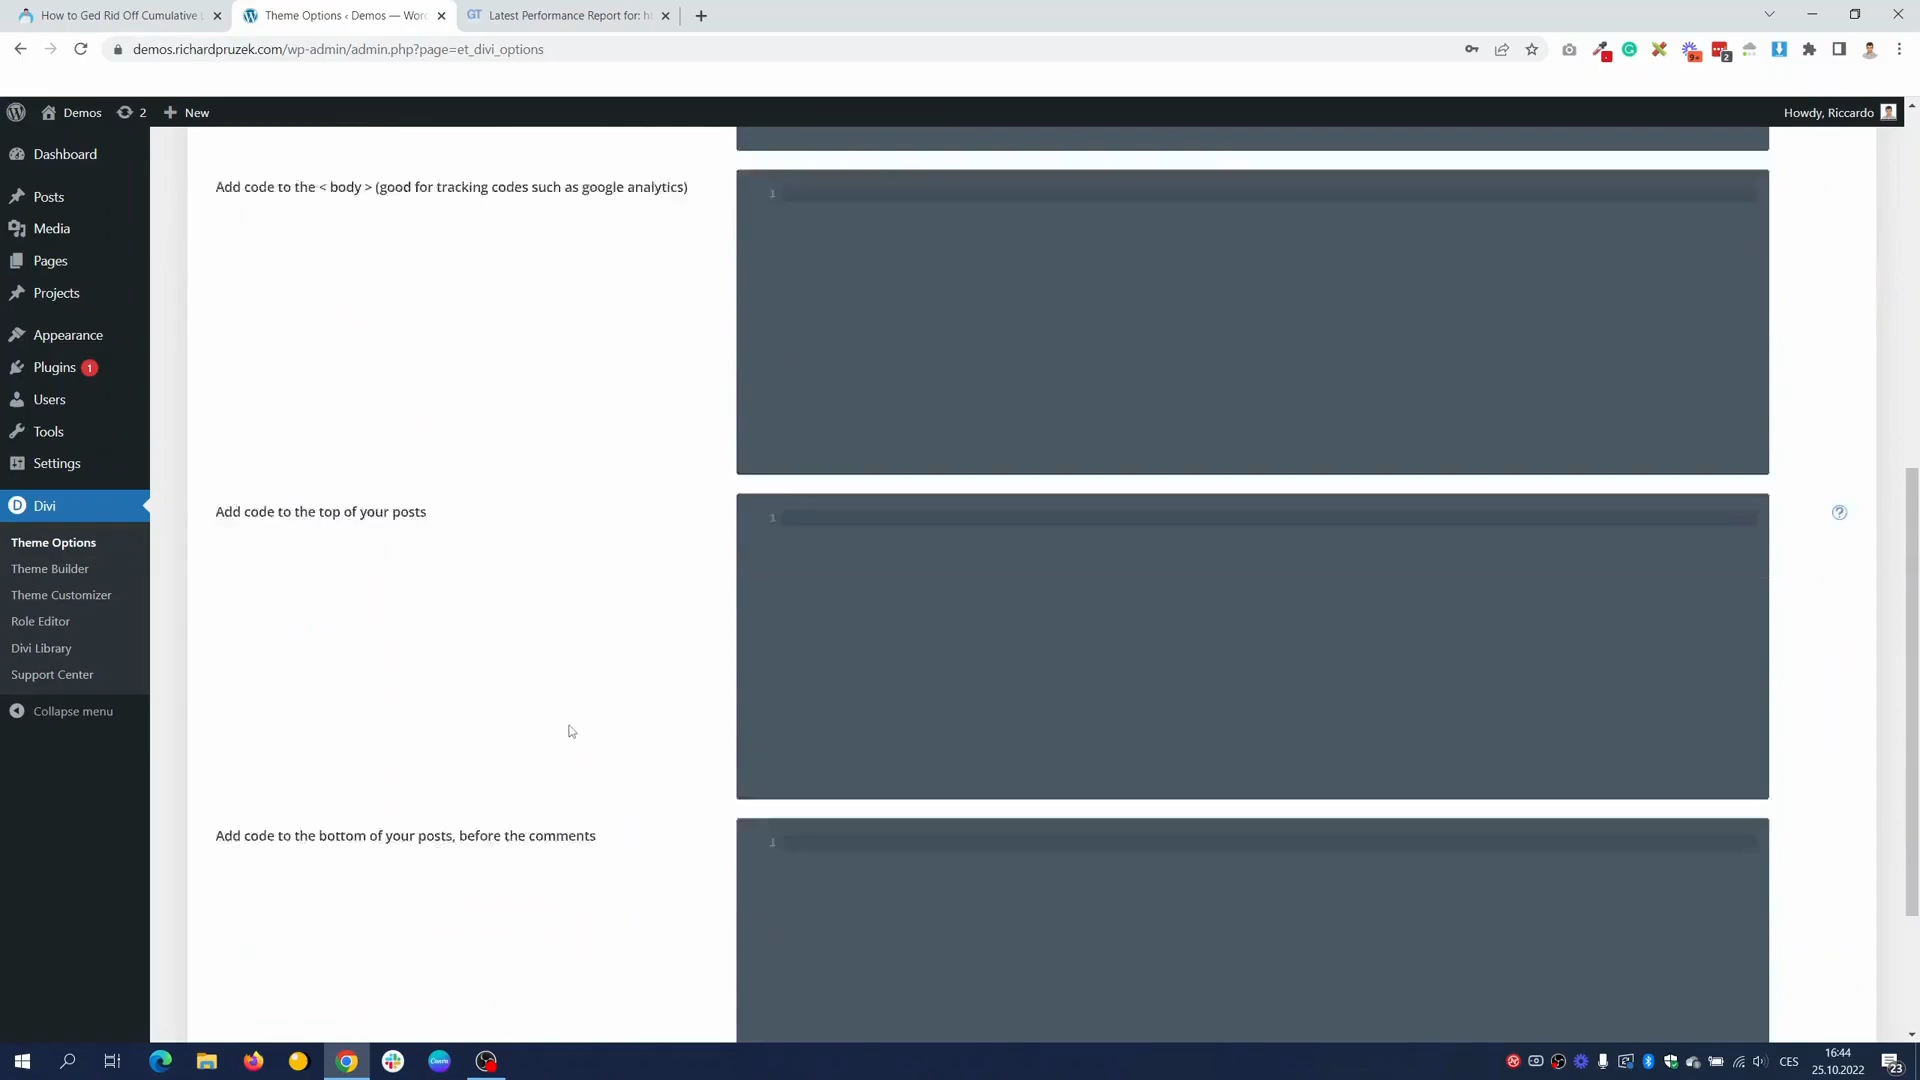 How to Ged Rid Off Cumulative
Theme Options ‹ Demos — Wor
GT
Latest Performance Report for: h
demos.richardpruzek.com/wp-admin/admin.php?page=et_divi_options
9+
2
Demos
2
New
Howdy, Riccardo
Dashboard
Posts
Media
Pages
Projects
Appearance
Plugins 1
Users
Tools
Settings
D
Divi
Theme Options
Theme Builder
Theme Customizer
Role Editor
Divi Library
Support Center
Collapse menu
Add code to the < body > (good for tracking codes such as google analytics)
1
Add code to the top of your posts
1
?
Add code to the bottom of your posts, before the comments
1
Canva
CES
16:44
25.10.2022
23